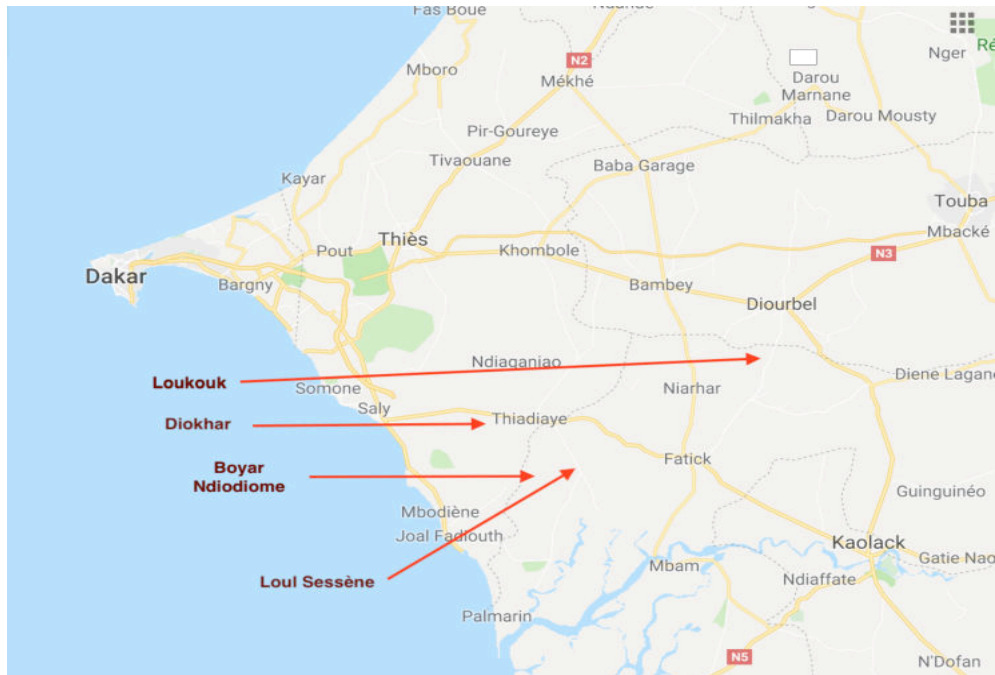 Fas Boue
N2
Nger
Mboro
Mékhé
Darou
Marnane
Thilmakha
Darou Mousty
Pir-Goureye
Tivaouane
Baba Garage
Kayar
Touba
Thiès
Pout
Khombole
Mbacké
N3
Dakar
Bargny
Bambey
Diourbel
Ndiaganiao
Loukouk
Somone
Niarhar
Diene Lagane
Saly
Diokhar
Thiadiaye
Fatick
Boyar
Ndiodiome
Guinguinéo
Mbodiène
Joal Fadiouth
Kaolack
Gatie Nao
Loul Sessène
Mbam
Ndiaffate
Palmarin
N5
N'Dofan